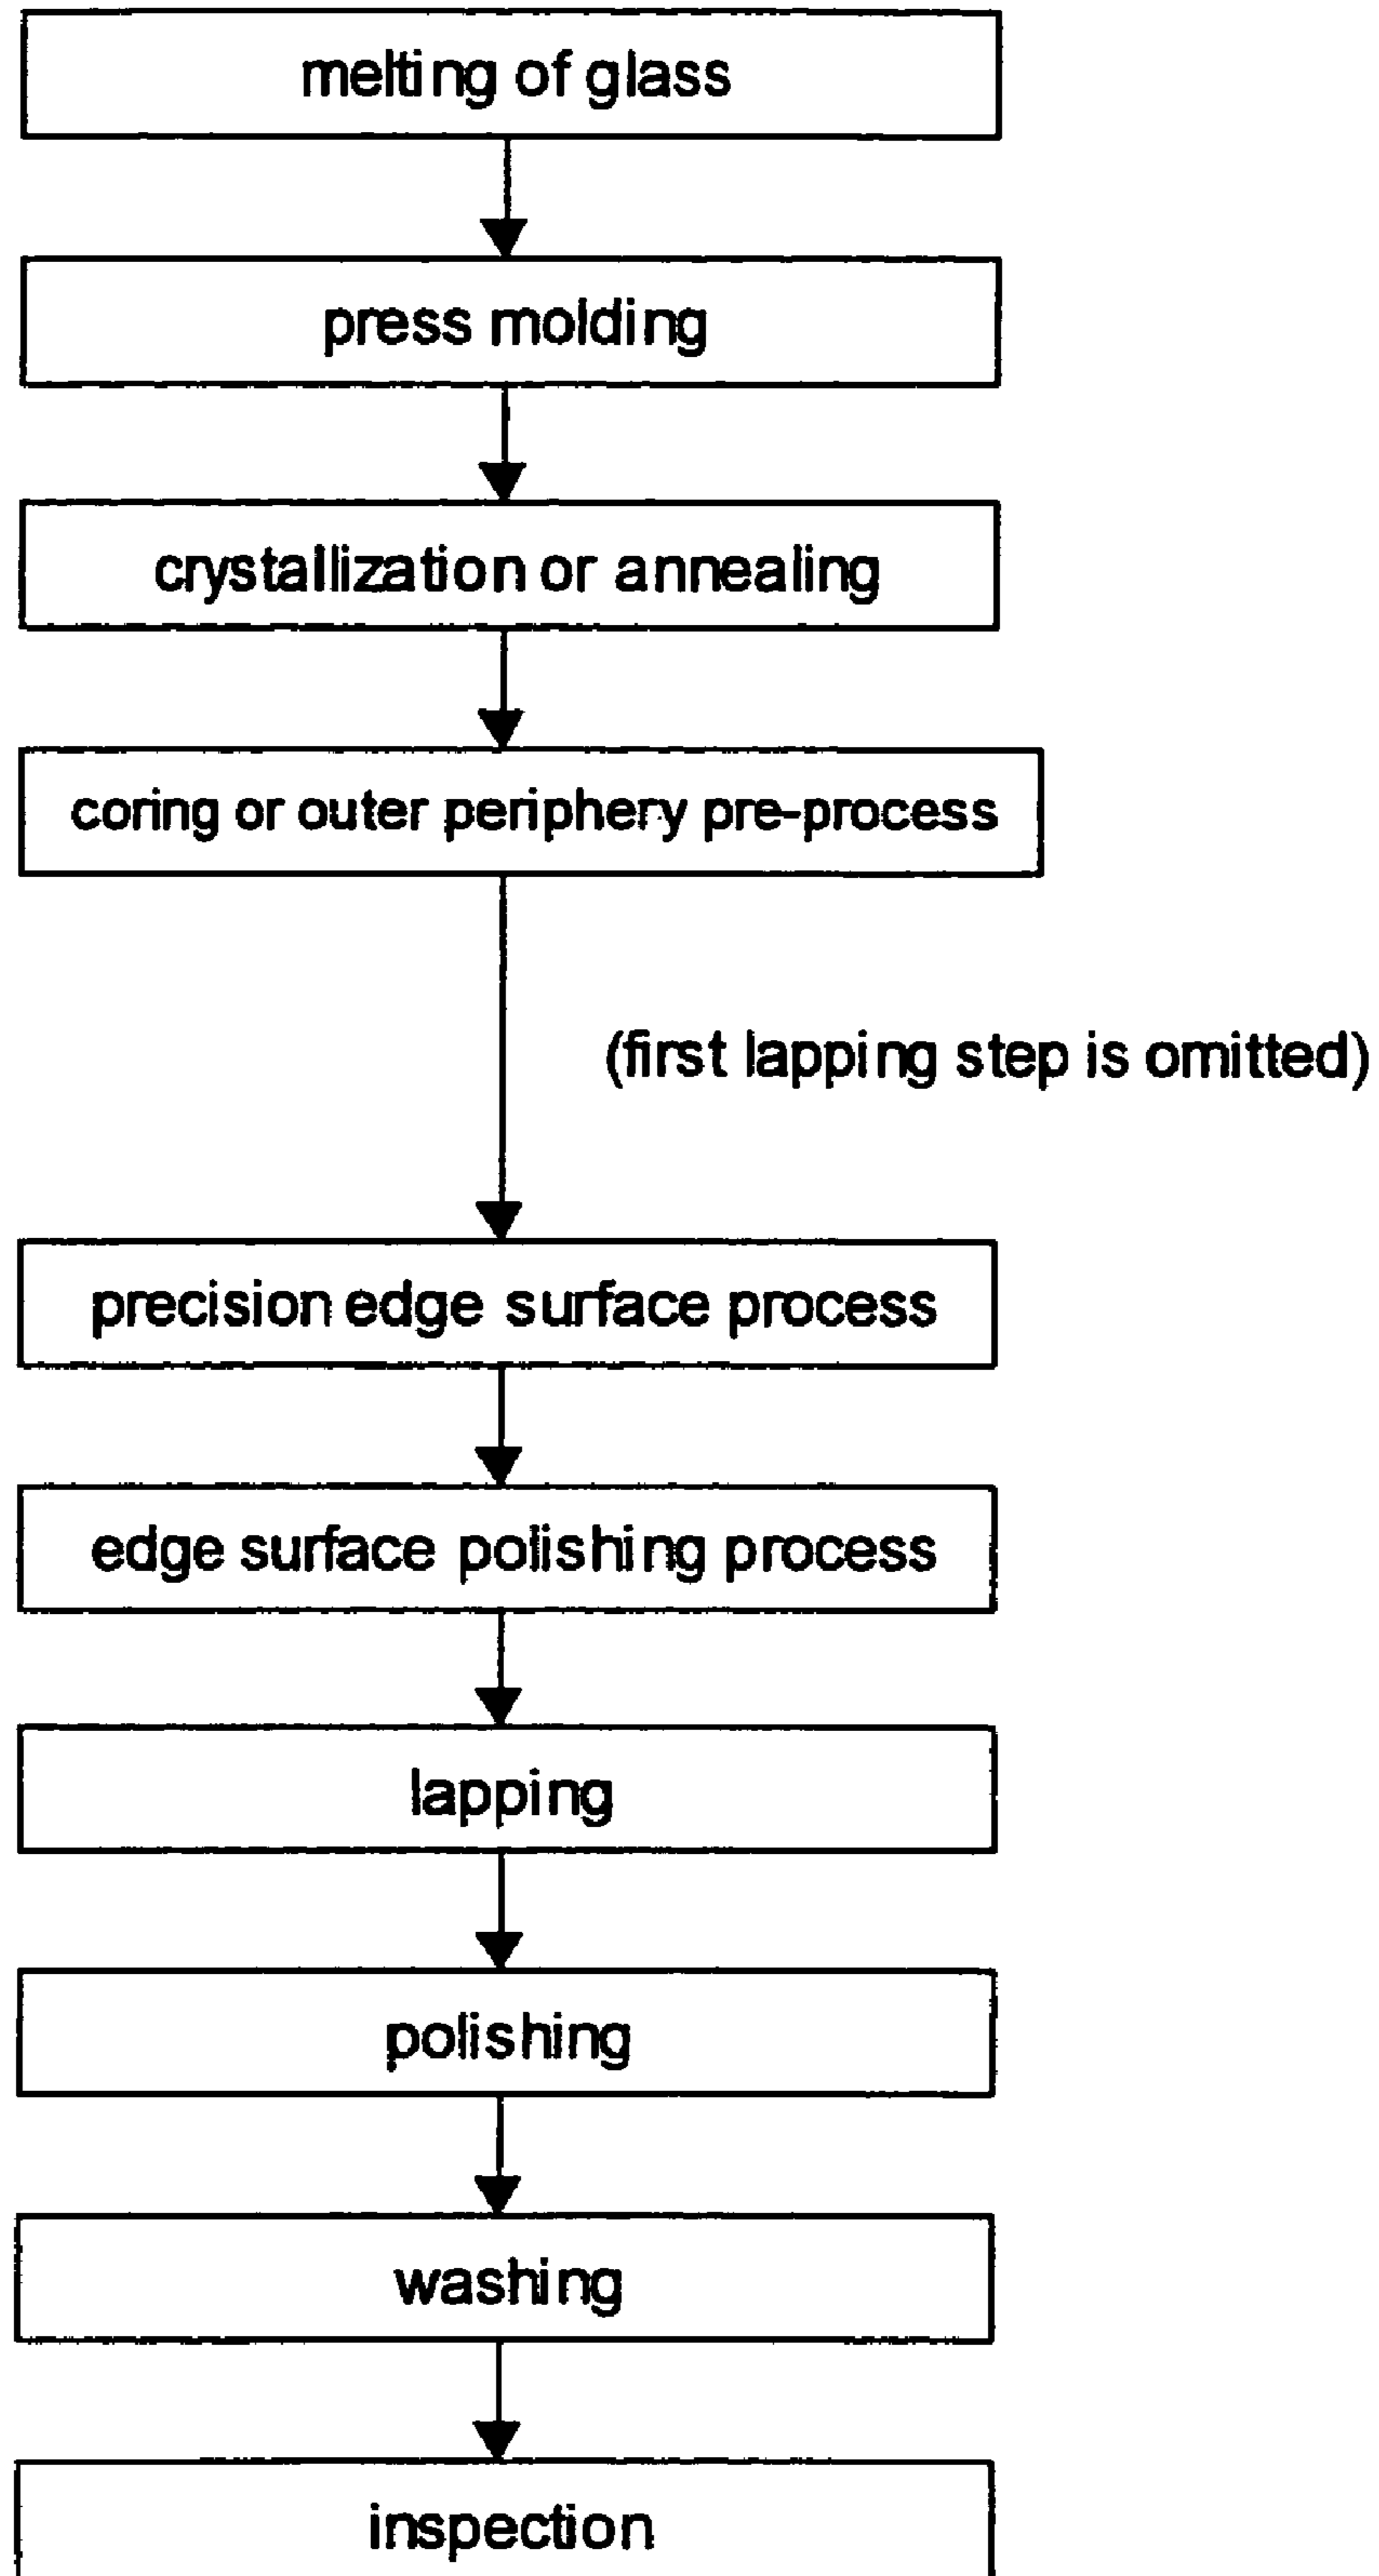 melting of glass
press molding
crystallization or annealing
coring or outer periphery pre-process
(first lapping step is omitted)
precision edge surface process
edge surface polishing process
lapping
polishing
washing
inspection